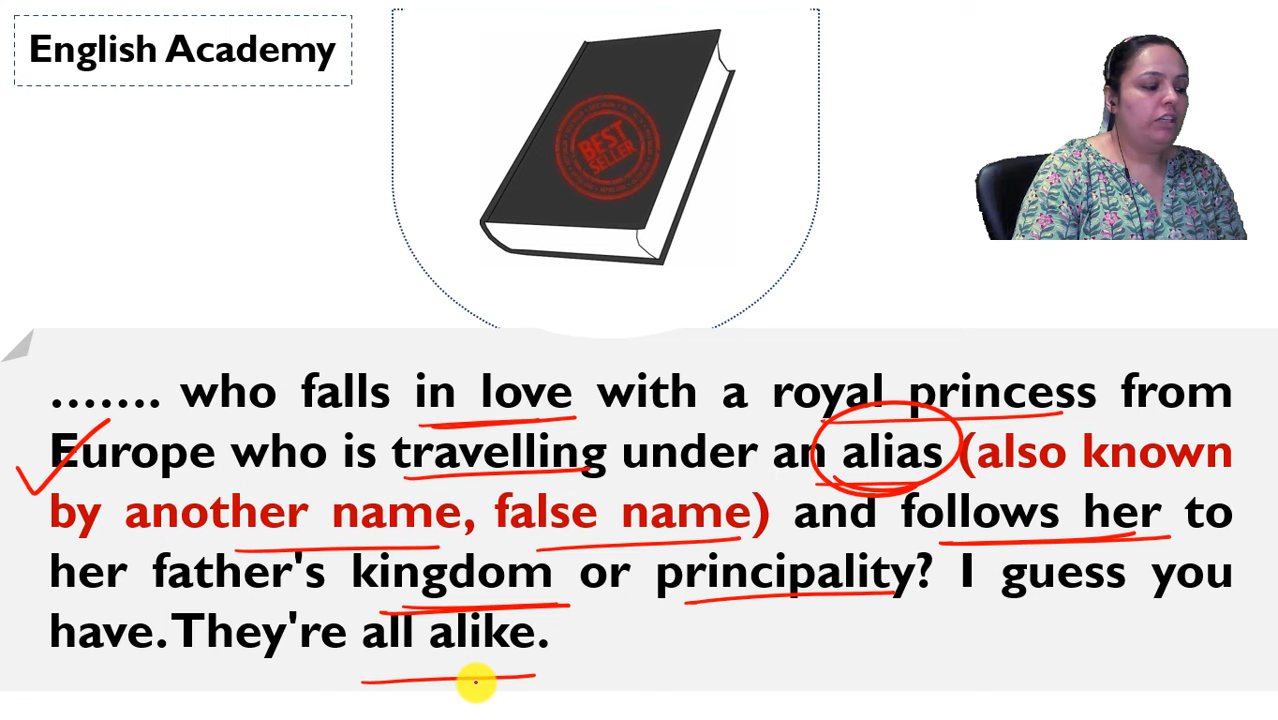 English Academy
BEST
SELLER
……. who falls in love with a royal princess from
Europe who is travelling under an alias (also known
by another name, false name) and follows her to
her father's kingdom or principality? I guess you
have. They're all alike.